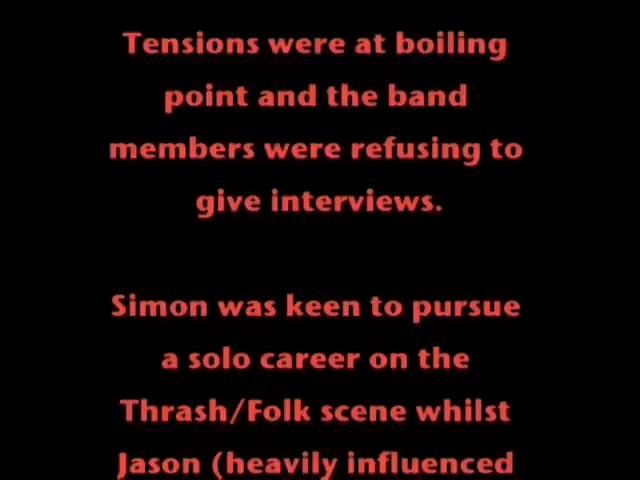 Tensions were at boiling
point and the band
members were refusing to
give interviews.
Simon was keen to pursue
a solo career on the
Thrash/Folk scene whilst
Jason (heavily influenced